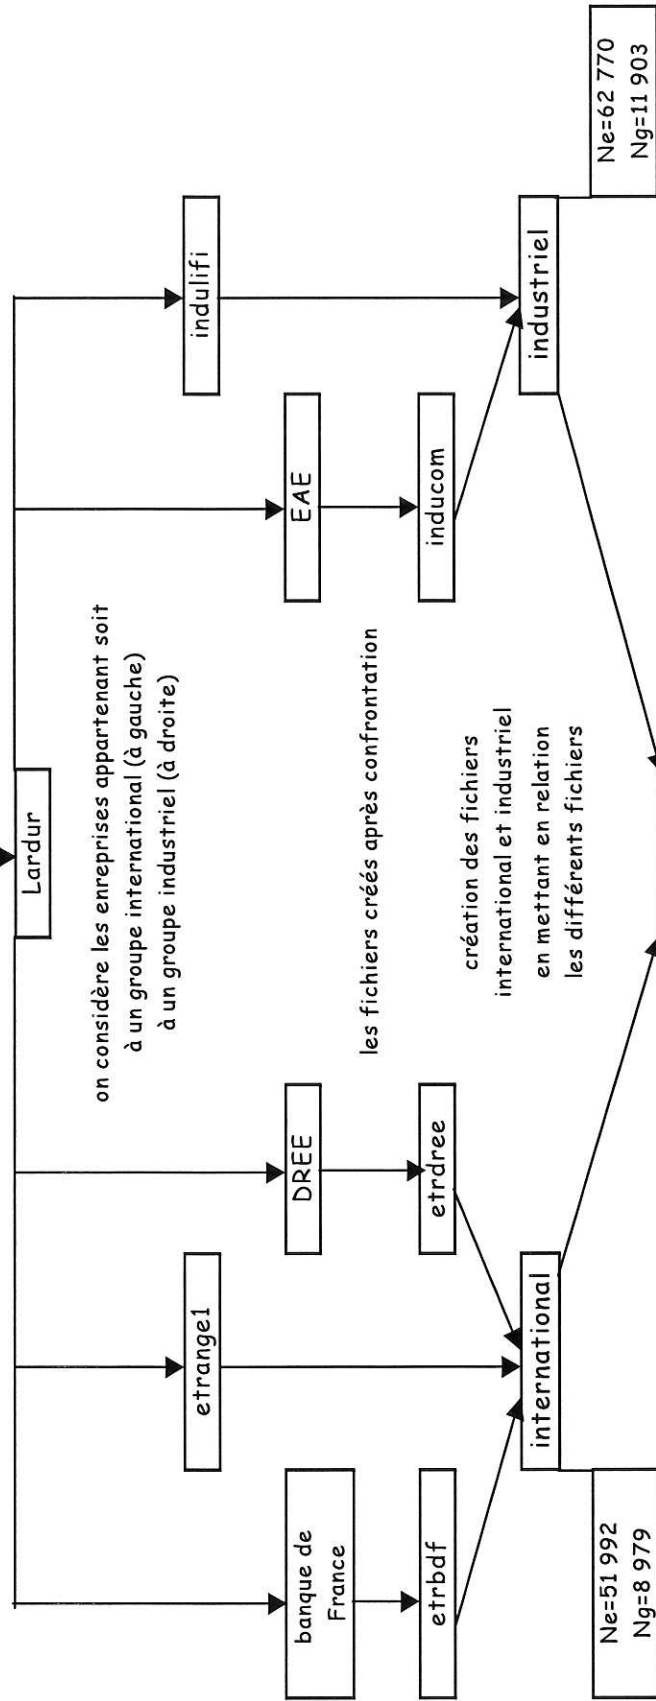 Lardur
on considère les enreprises appartenant soit
à un groupe international (à gauche)
à un groupe industriel (à droite)
etrange1
indulifi
banque de
France
DREE
EAE
les fichiers créés après confrontation
etrbdf
etrdree
inducom
création des fichiers
international et industriel
en mettant en relation
les différents fichiers
international
industriel
Ne=51 992
Ng=8 979
Ne=62 770
Ng=11 903